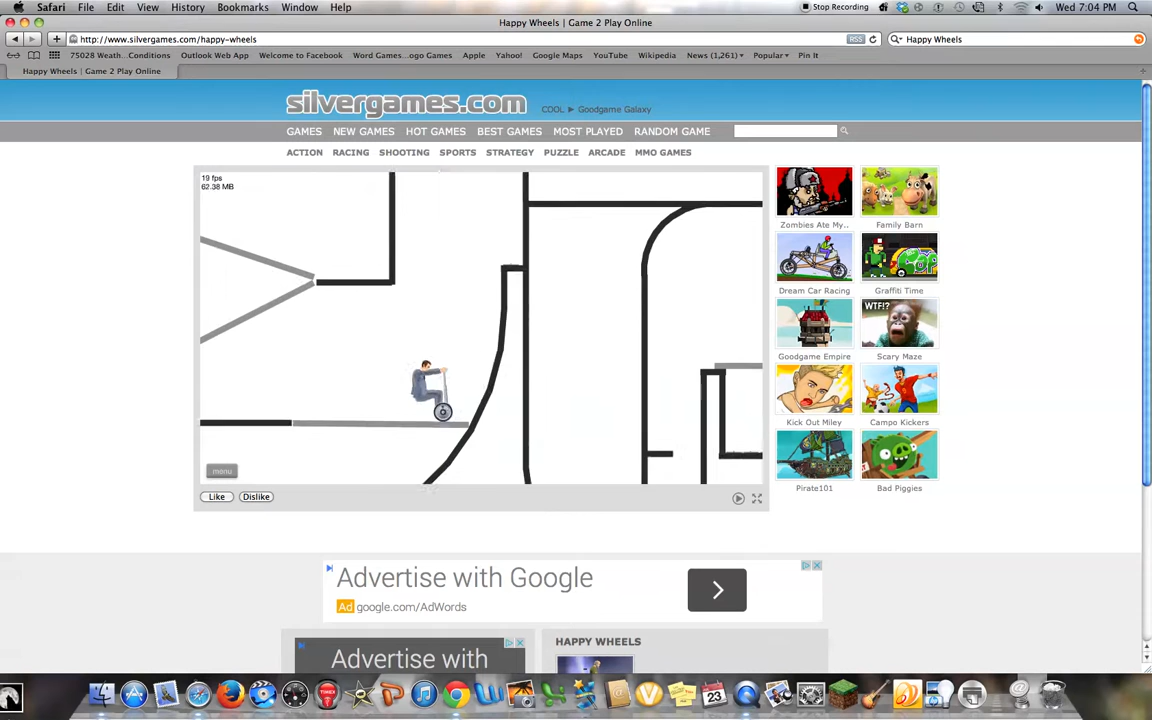 Safari File Edit View History Bookmarks Window Help Stop Recording Wed 7:04 PM
Happy Wheels | Game 2 Play Online
http://www.silvergames.com/happy-wheels RSS Happy Wheels
75028 Weath...Conditions Outlook Web App Welcome to Facebook Word Games...ogo Games Apple Yahoo! Google Maps YouTube Wikipedia News (1,261) Popular Pin It
Happy Wheels | Game 2 Play Online
silvergames.com COOL ► Goodgame Galaxy
GAMES NEW GAMES HOT GAMES BEST GAMES MOST PLAYED RANDOM GAME
ACTION RACING SHOOTING SPORTS STRATEGY PUZZLE ARCADE MMO GAMES
19 fps
62.38 MB
menu
Like Dislike
Zombies Ate My.. Family Barn
Dream Car Racing Graffiti Time
WTF!?
Goodgame Empire Scary Maze
Kick Out Miley Campo Kickers
Pirate101 Bad Piggies
Advertise with Google
Ad google.com/AdWords
Advertise with
HAPPY WHEELS
TIMEX
23